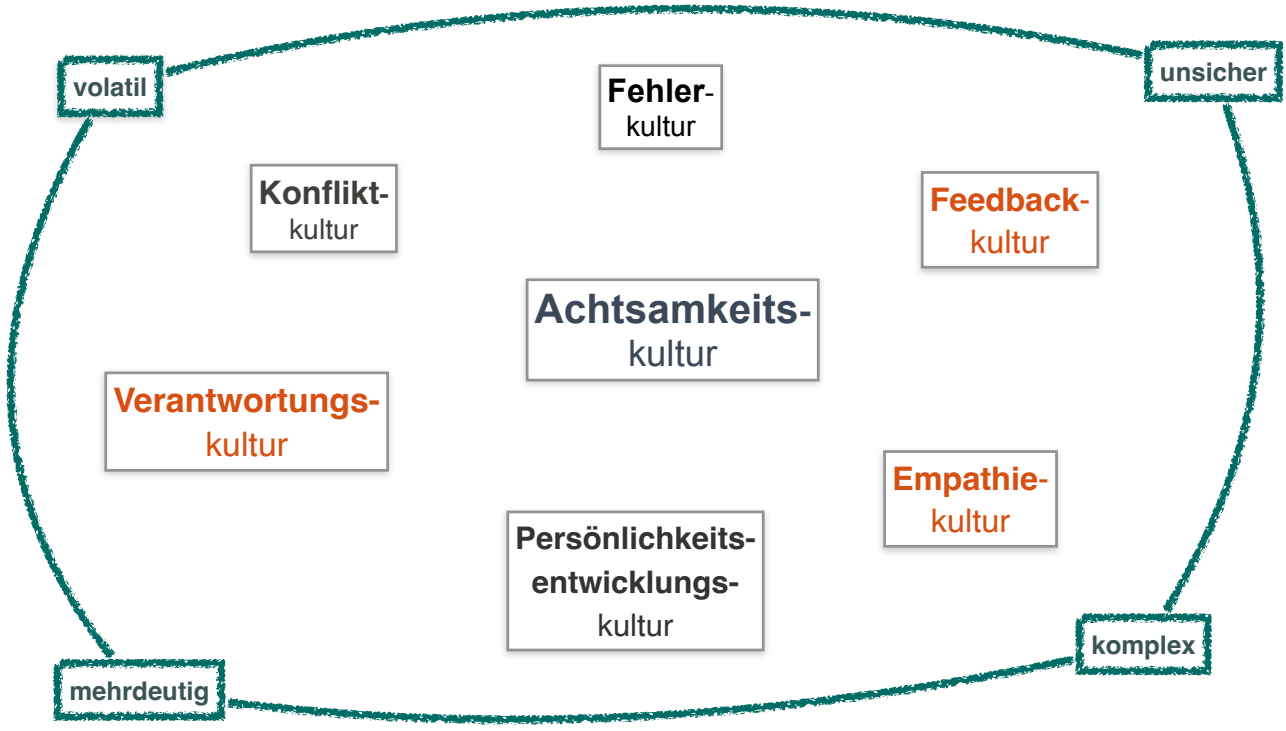 volatil
unsicher
Fehler-
kultur
Konflikt-
kultur
Feedback-
kultur
Achtsamkeits-
kultur
Verantwortungs-
kultur
Empathie-
kultur
Persönlichkeits-
entwicklungs-
kultur
komplex
mehrdeutig